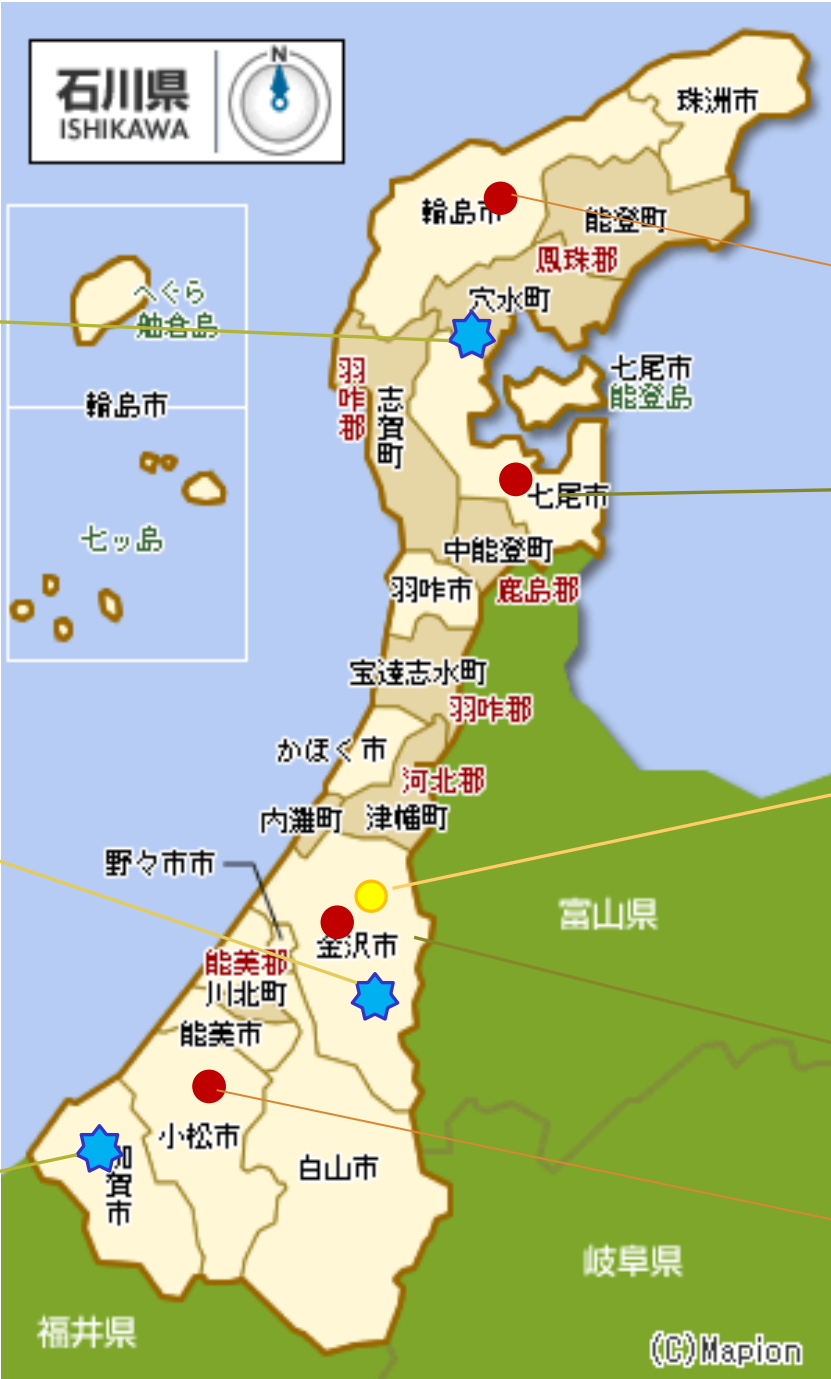 石川県
ISHIKAWA
N
珠洲市
輪島市
能登町
鳳珠郡
穴水町
へぐら
舳倉島
輪島市
七ッ島
羽咋郡
志賀町
七尾市
能登島
七尾市
中能登町
羽咋市
鹿島郡
宝達志水町
羽咋郡
かほく市
河北郡
内灘町
津幡町
野々市市
富山県
金沢市
能美郡
川北町
能美市
小松市
加賀市
白山市
岐阜県
福井県
(C)Mapion